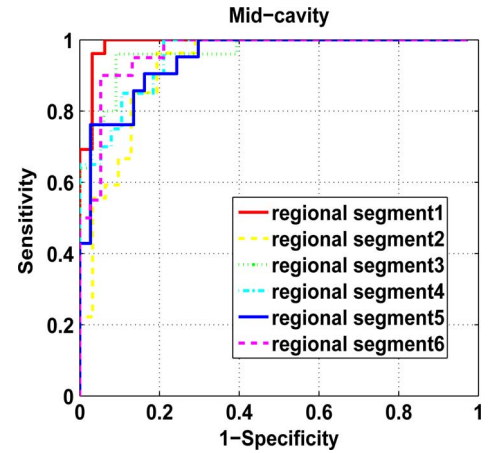 Mid-cavity
1
0.8
0.6
0.4
0.2
0
Sensitivity
regional segment1
regional segment2
regional segment3
regional segment4
regional segment5
regional segment6
0 0.2 0.4 0.6 0.8 1
1-Specificity